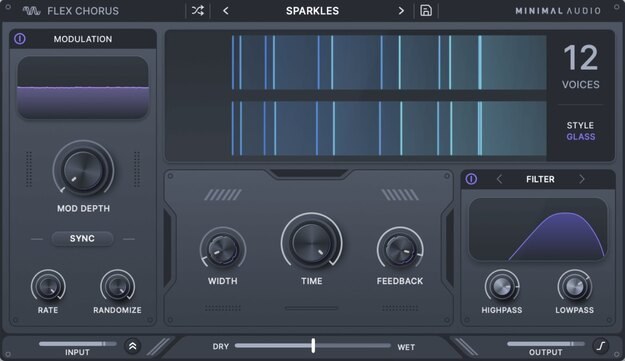 FLEX CHORUS
SPARKLES
MINIMAL AUDIO
MODULATION
12
VOICES
STYLE
GLASS
MOD DEPTH
SYNC
RATE
RANDOMIZE
WIDTH
TIME
FEEDBACK
FILTER
HIGHPASS
LOWPASS
INPUT
DRY
WET
OUTPUT